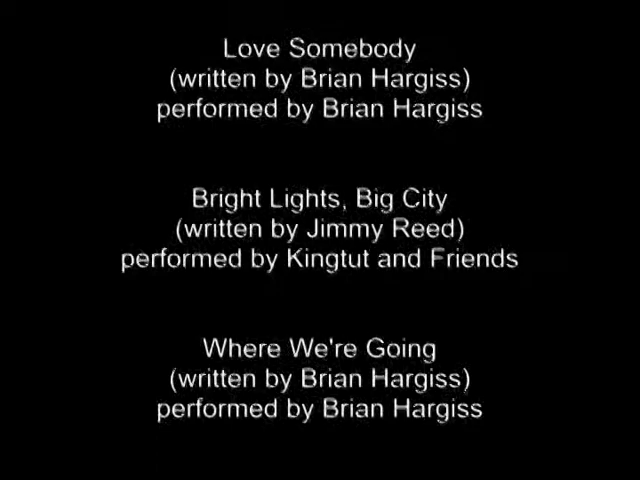 Love Somebody
(written by Brian Hargiss)
performed by Brian Hargiss
Bright Lights, Big City
(written by Jimmy Reed)
performed by Kingtut and Friends
Where We're Going
(written by Brian Hargiss)
performed by Brian Hargiss